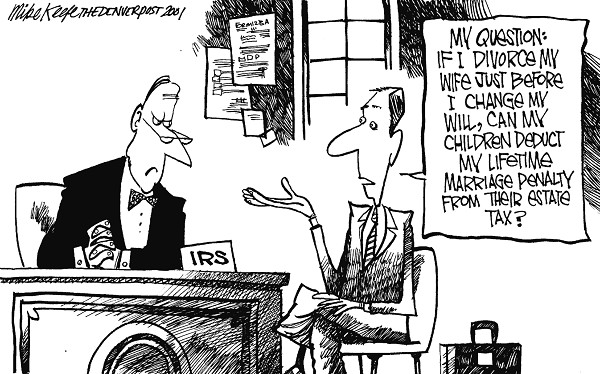 Mike Keefe THE DENVER POST 2001
MY QUESTION:
IF I DIVORCE MY
WIFE JUST BEFORE
I CHANGE MY
WILL, CAN MY
CHILDREN DEDUCT
MY LIFETIME
MARRIAGE PENALTY
FROM THEIR ESTATE
TAX?
IRS